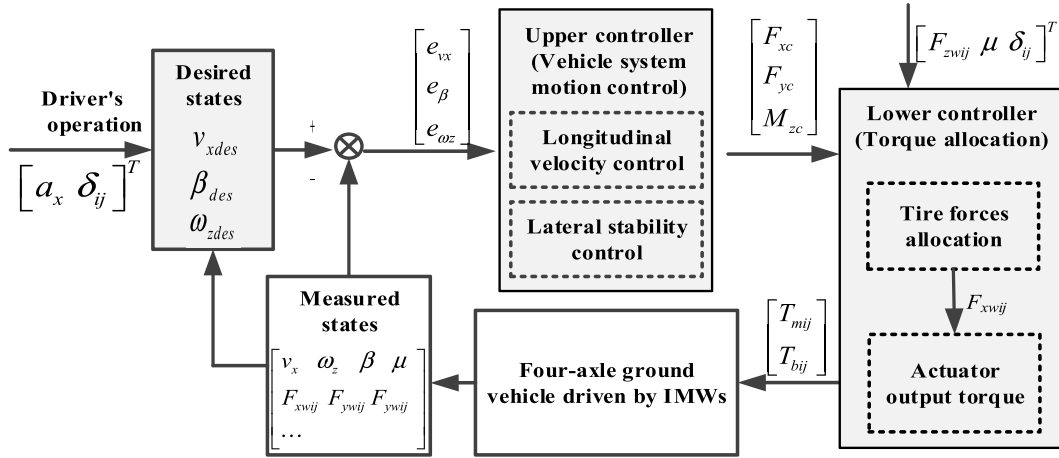 Driver's
operation
[a_x δ_ij]^T
Desired
states
v_xdes
β_des
ω_zdes
+
-
e_vx
e_β
e_ωz
Upper controller
(Vehicle system
motion control)
Longitudinal
velocity control
Lateral stability
control
F_xc
F_yc
M_zc
[F_zwij μ δ_ij]^T
Lower controller
(Torque allocation)
Tire forces
allocation
F_xwij
Actuator
output torque
T_mij
T_bij
Four-axle ground
vehicle driven by IMWs
Measured
states
v_x ω_z β μ
F_xwij F_ywij F_ywij
…